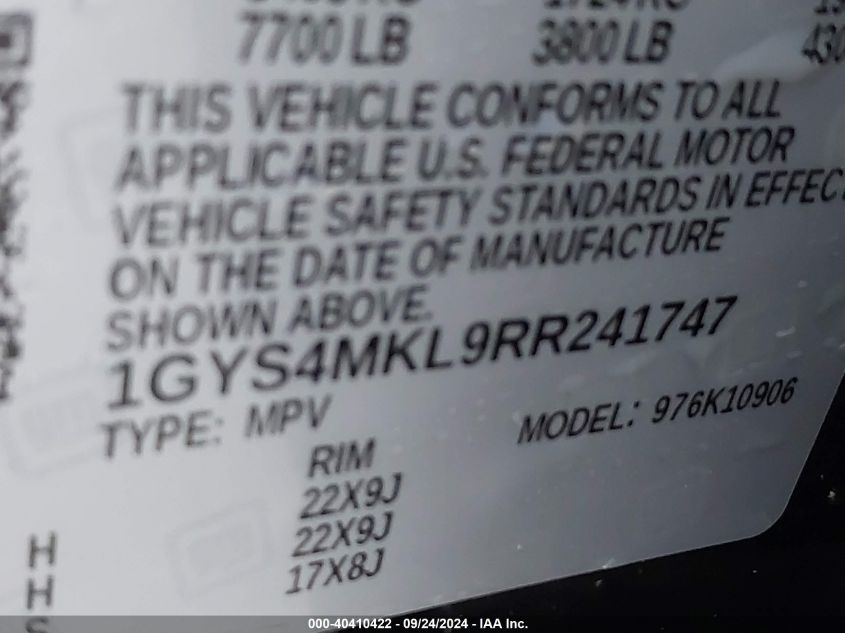 7700 LB 3800 LB 430
THIS VEHICLE CONFORMS TO ALL
APPLICABLE U.S. FEDERAL MOTOR
VEHICLE SAFETY STANDARDS IN EFFEC
ON THE DATE OF MANUFACTURE
SHOWN ABOVE.
1GYS4MKL9RR241747
TYPE: MPV MODEL: 976K10906
RIM
22X9J
H 22X9J
H 17X8J
000-40410422 - 09/24/2024 - IAA Inc.